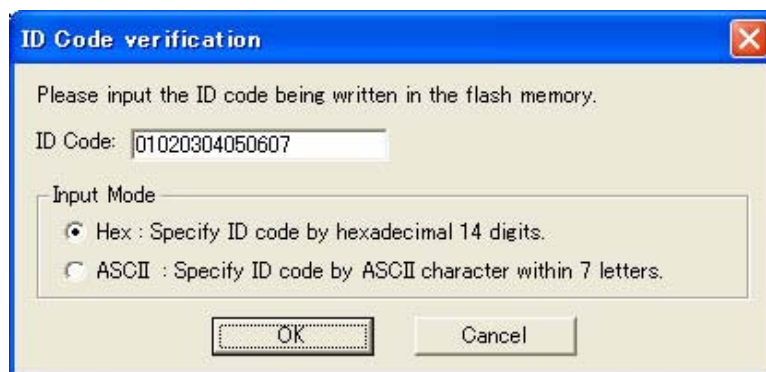 ID Code verification
Please input the ID code being written in the flash memory.
ID Code: 01020304050607
Input Mode
Hex : Specify ID code by hexadecimal 14 digits.
ASCII : Specify ID code by ASCII character within 7 letters.
OK Cancel